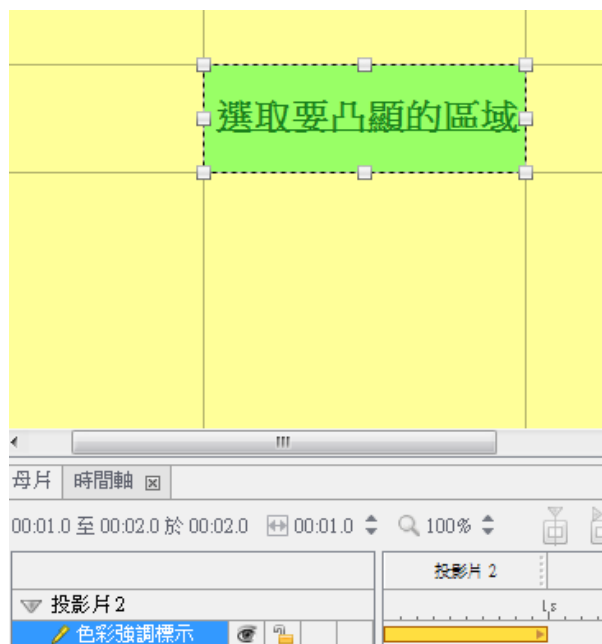 選取要凸顯的區域
母片 時間軸
00:01.0 至 00:02.0 於 00:02.0 00:01.0 100%
投影片 2
投影片2 1s
色彩強調標示